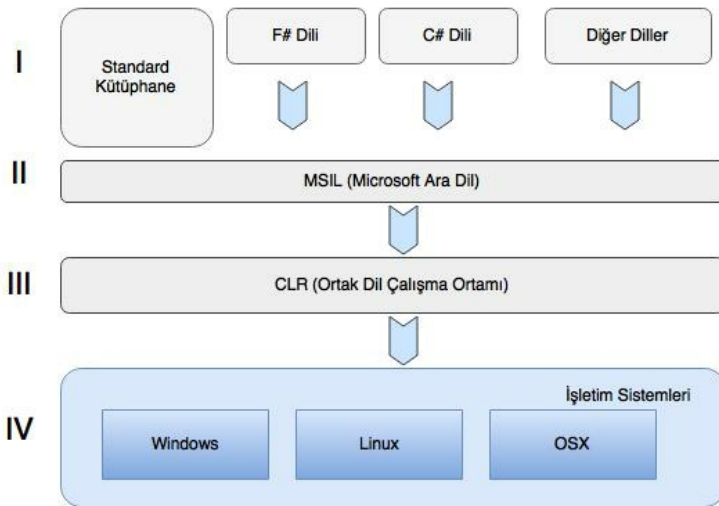 I
Standard
Kütüphane
F# Dili
C# Dili
Diğer Diller
II
MSIL (Microsoft Ara Dil)
III
CLR (Ortak Dil Çalışma Ortamı)
IV
İşletim Sistemleri
Windows
Linux
OSX